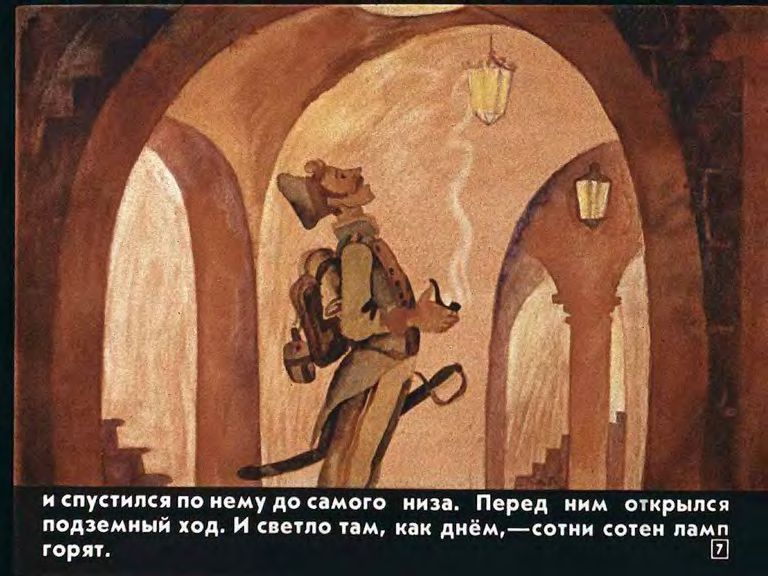 и спустился по нему до самого низа. Перед ним открылся
подземный ход. И светло там, как днём,—сотни сотен ламп
горят.
7